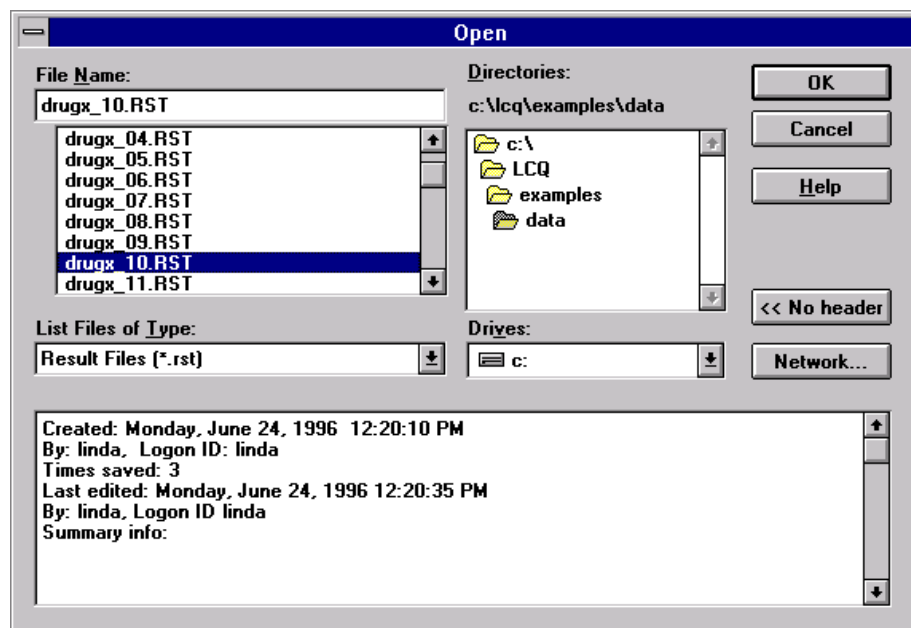 Open
File Name:
drugx_10.RST
drugx_04.RST
drugx_05.RST
drugx_06.RST
drugx_07.RST
drugx_08.RST
drugx_09.RST
drugx_10.RST
drugx_11.RST
List Files of Type:
Result Files (*.rst)
Directories:
c:\lcq\examples\data
c:\
LCQ
examples
data
Drives:
c:
OK
Cancel
Help
<< No header
Network...
Created: Monday, June 24, 1996  12:20:10 PM
By: linda,  Logon ID: linda
Times saved: 3
Last edited: Monday, June 24, 1996 12:20:35 PM
By: linda, Logon ID linda
Summary info: